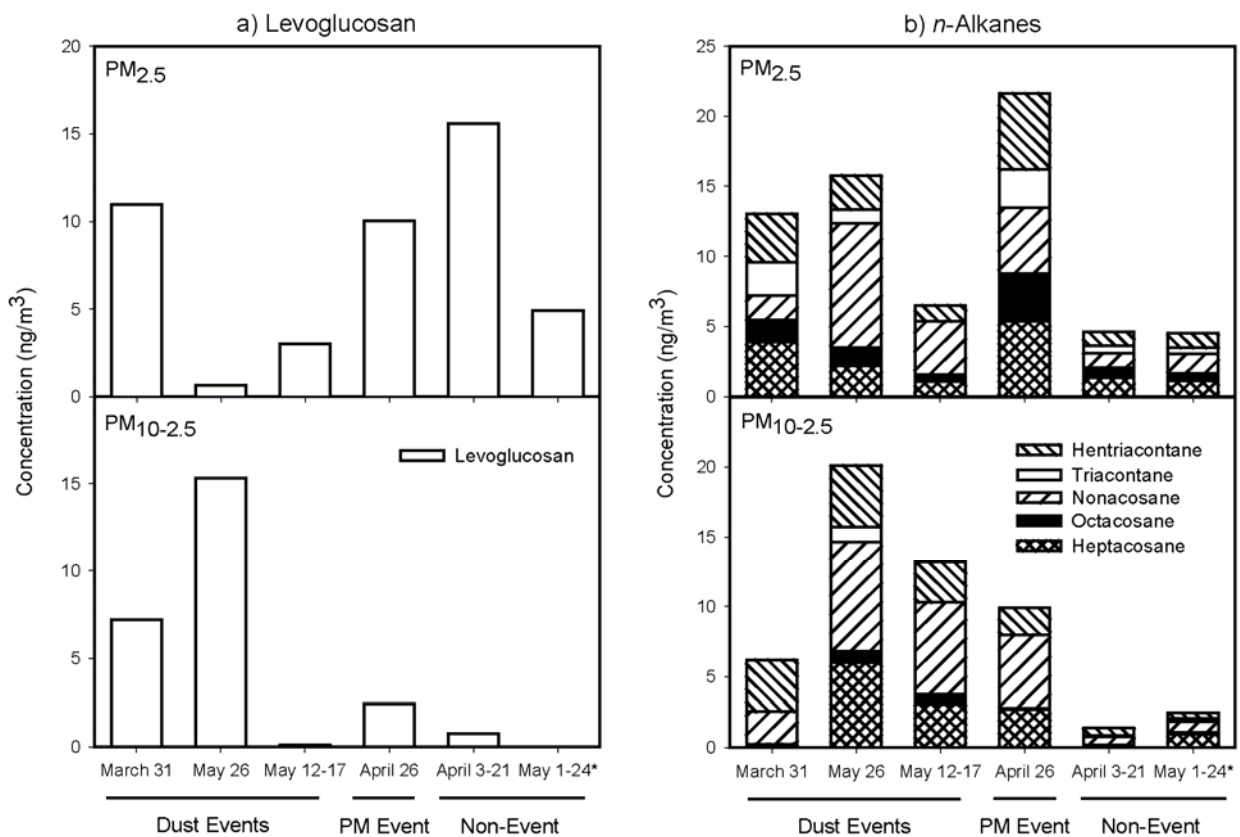 a) Levoglucosan
PM2.5
20
15
10
5
0
Concentration (ng/m3)
PM10-2.5
Levoglucosan
15
10
5
0
March 31 May 26 May 12-17 April 26 April 3-21 May 1-24*
Dust Events PM Event Non-Event
b) n-Alkanes
PM2.5
25
20
15
10
5
0
Concentration (ng/m3)
PM10-2.5
Hentriacontane
Triacontane
Nonacosane
Octacosane
Heptacosane
20
15
10
5
0
March 31 May 26 May 12-17 April 26 April 3-21 May 1-24*
Dust Events PM Event Non-Event